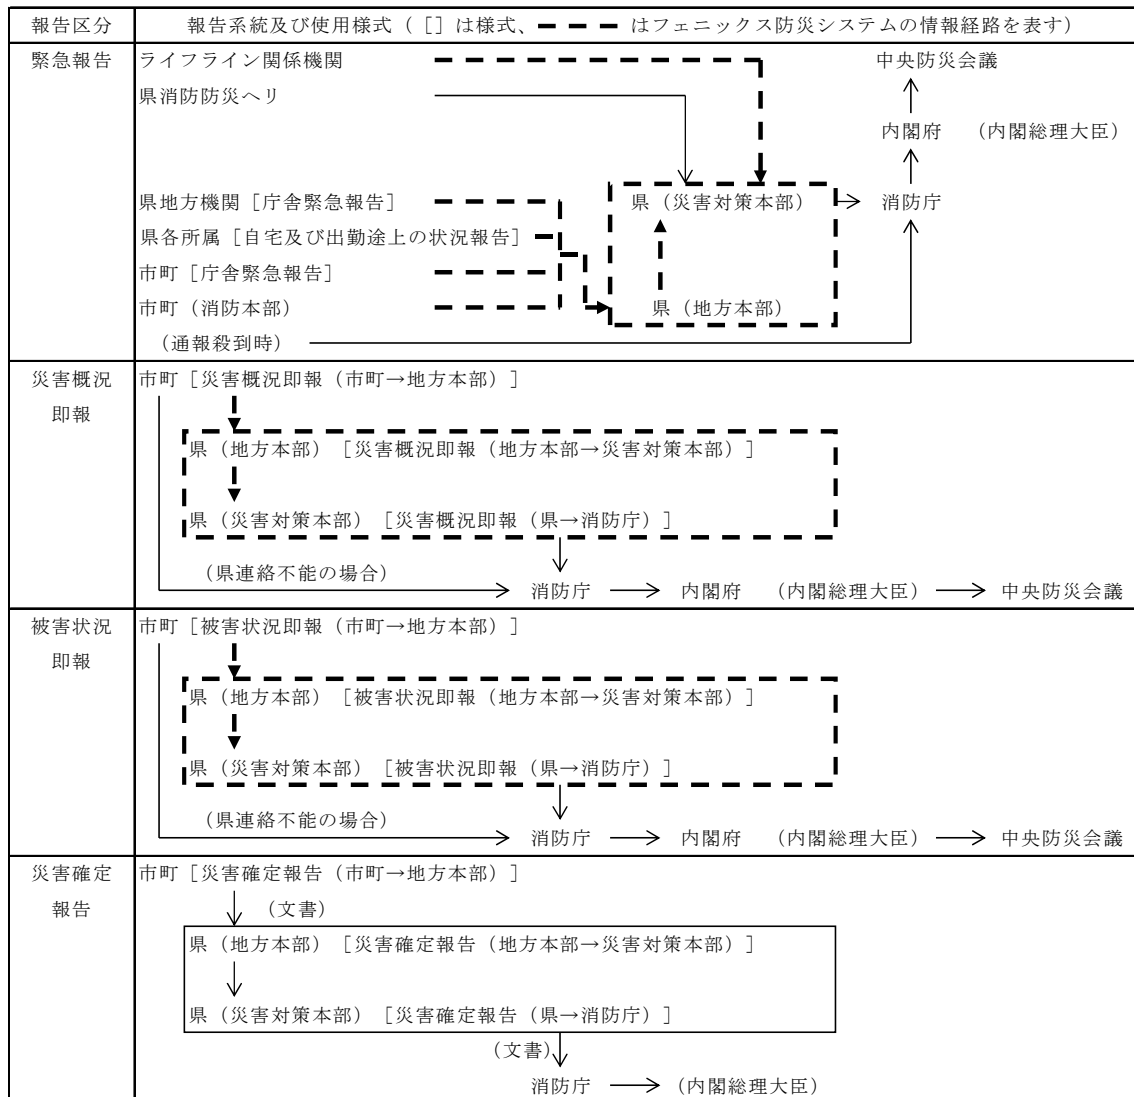 報告区分 報告系統及び使用様式（［］は様式、━ ━ ━ はフェニックス防災システムの情報経路を表す）
緊急報告 ライフライン関係機関 中央防災会議
県消防防災ヘリ
内閣府 （内閣総理大臣）
県地方機関［庁舎緊急報告］ 県（災害対策本部） 消防庁
県各所属［自宅及び出勤途上の状況報告］
市町［庁舎緊急報告］
市町（消防本部） 県（地方本部）
（通報殺到時）
災害概況 市町［災害概況即報（市町→地方本部）］
即報
県（地方本部）［災害概況即報（地方本部→災害対策本部）］
県（災害対策本部）［災害概況即報（県→消防庁）］
（県連絡不能の場合）
消防庁 → 内閣府 （内閣総理大臣） → 中央防災会議
被害状況 市町［被害状況即報（市町→地方本部）］
即報
県（地方本部）［被害状況即報（地方本部→災害対策本部）］
県（災害対策本部）［被害状況即報（県→消防庁）］
（県連絡不能の場合）
消防庁 → 内閣府 （内閣総理大臣） → 中央防災会議
災害確定 市町［災害確定報告（市町→地方本部）］
報告 （文書）
県（地方本部）［災害確定報告（地方本部→災害対策本部）］
県（災害対策本部）［災害確定報告（県→消防庁）］
（文書）
消防庁 → （内閣総理大臣）